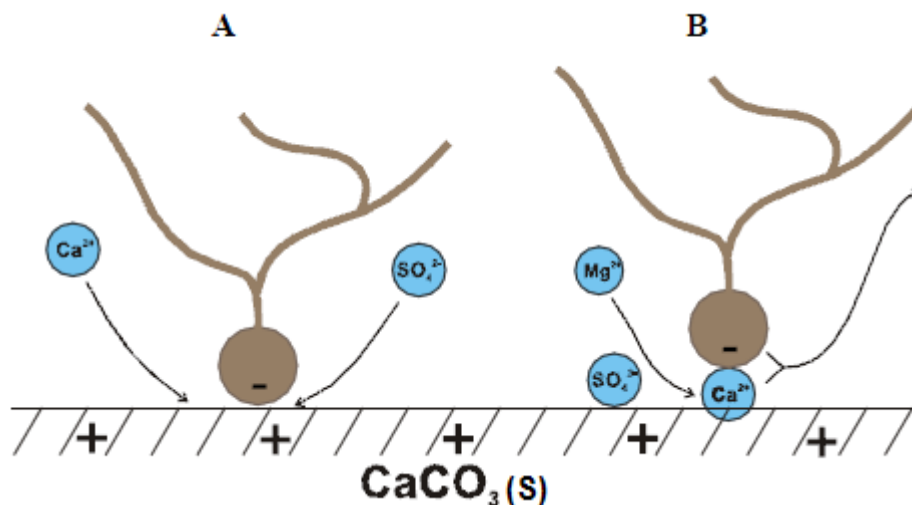 A B
Ca²⁺ SO₄²⁻ Mg²⁺
- -
SO₄²⁻ Ca²⁺
+ + + + +
CaCO₃ (S)